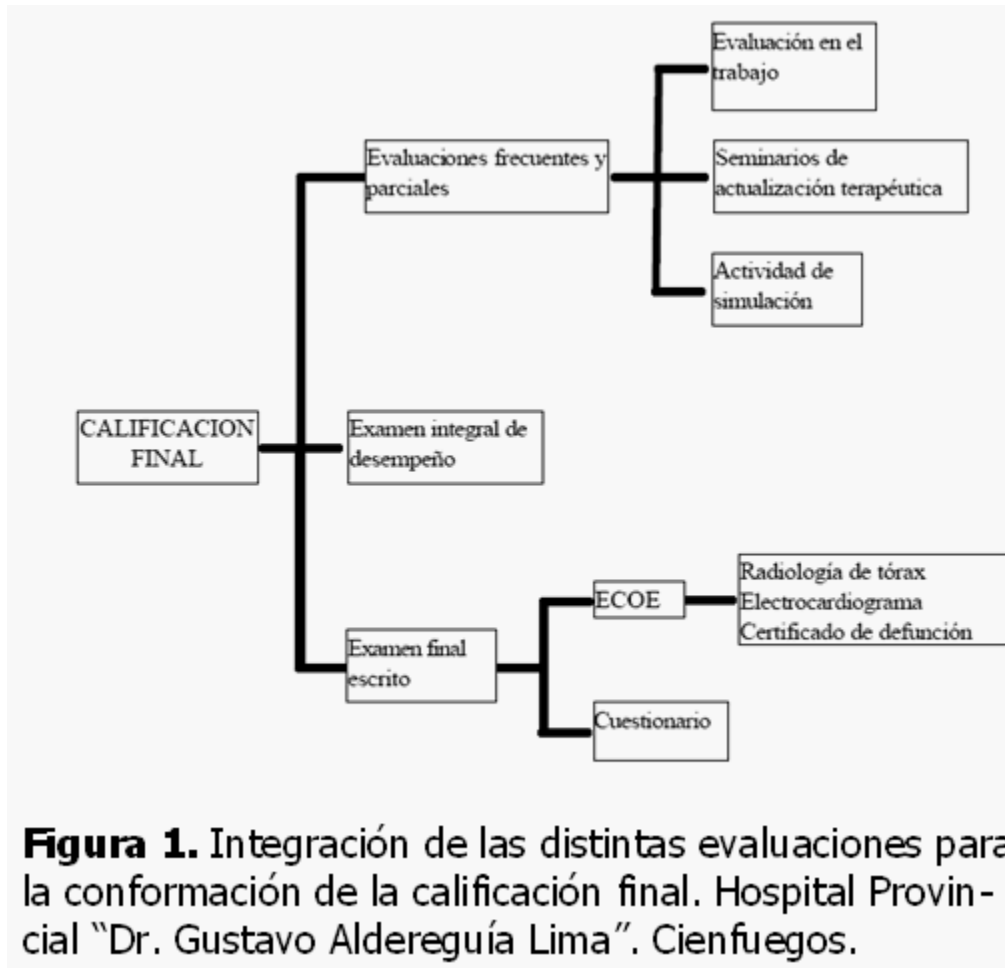 Evaluación en el
trabajo
Evaluaciones frecuentes y
parciales
Seminarios de
actualización terapéutica
Actividad de
simulación
CALIFICACION
FINAL
Examen integral de
desempeño
Examen final
escrito
ECOE
Radiología de tórax
Electrocardiograma
Certificado de defunción
Cuestionario
Figura 1. Integración de las distintas evaluaciones para
la conformación de la calificación final. Hospital Provin-
cial “Dr. Gustavo Aldereguía Lima”. Cienfuegos.